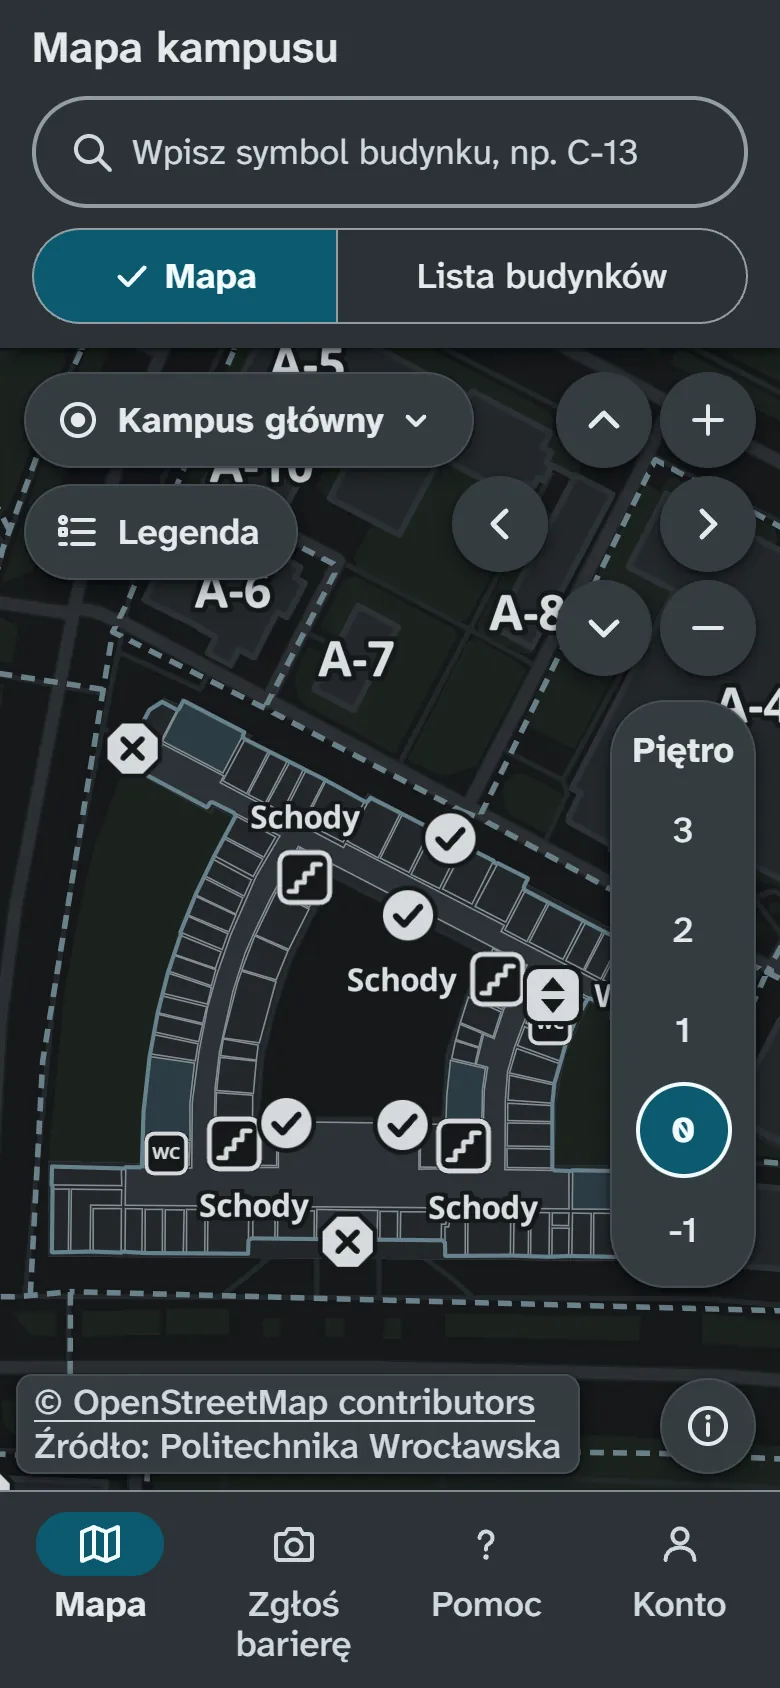 Mapa kampusu
Wpisz symbol budynku, np. C-13
Mapa
Lista budynków
A-5
Kampus główny
A-10
Legenda
A-6
A-8
A-7
A-4
Piętro
3
Schody
2
Schody
WC
1
0
WC
Schody
Schody
-1
© OpenStreetMap contributors
Źródło: Politechnika Wrocławska
Mapa
Zgłoś
barierę
Pomoc
Konto